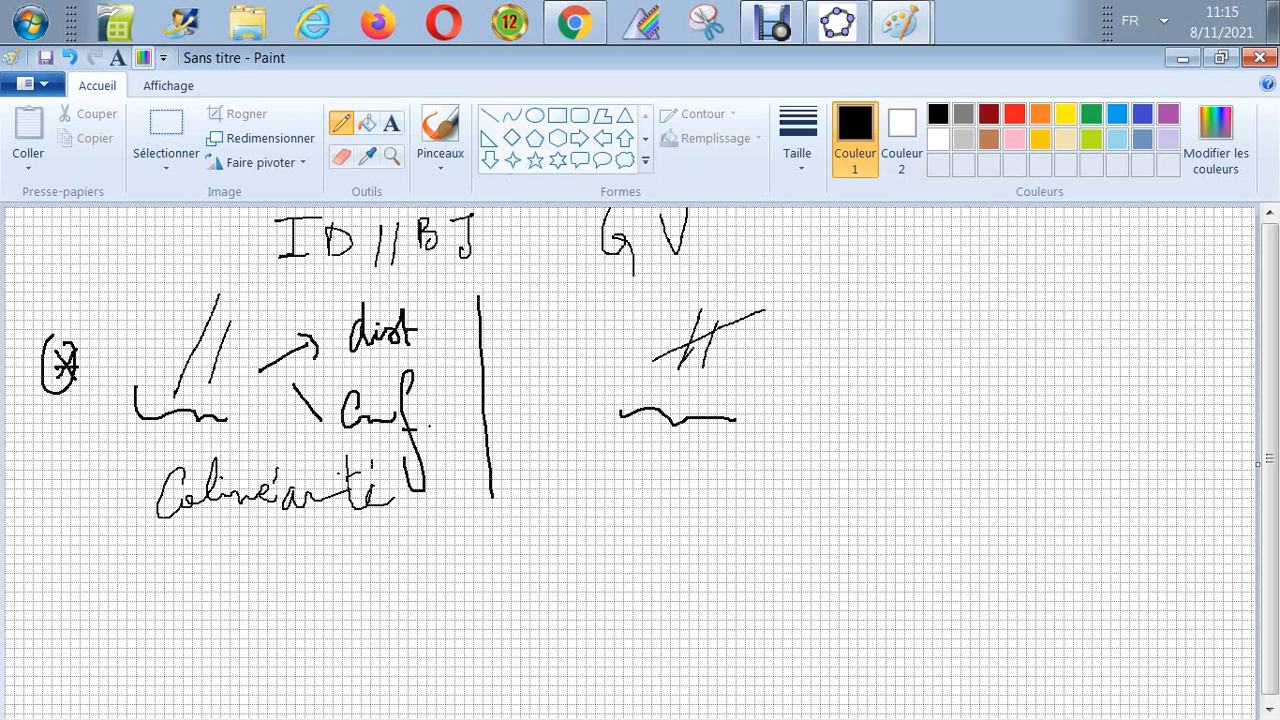 12
FR
11:15
8/11/2021
Sans titre - Paint
Accueil
Affichage
Coller
Couper
Copier
Presse-papiers
Sélectionner
Rogner
Redimensionner
Faire pivoter
Image
Outils
Pinceaux
Contour
Remplissage
Formes
Taille
Couleur 1
Couleur 2
Modifier les couleurs
Couleurs
ID//BJ GV
// dist
Conf
Colinéarité